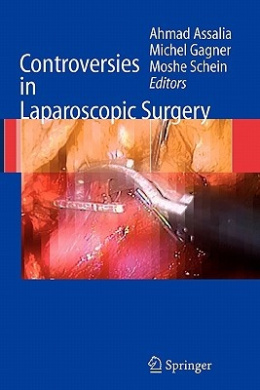 Ahmad Assalia
Michel Gagner
Moshe Schein
Editors
Controversies
in
Laparoscopic Surgery
Springer